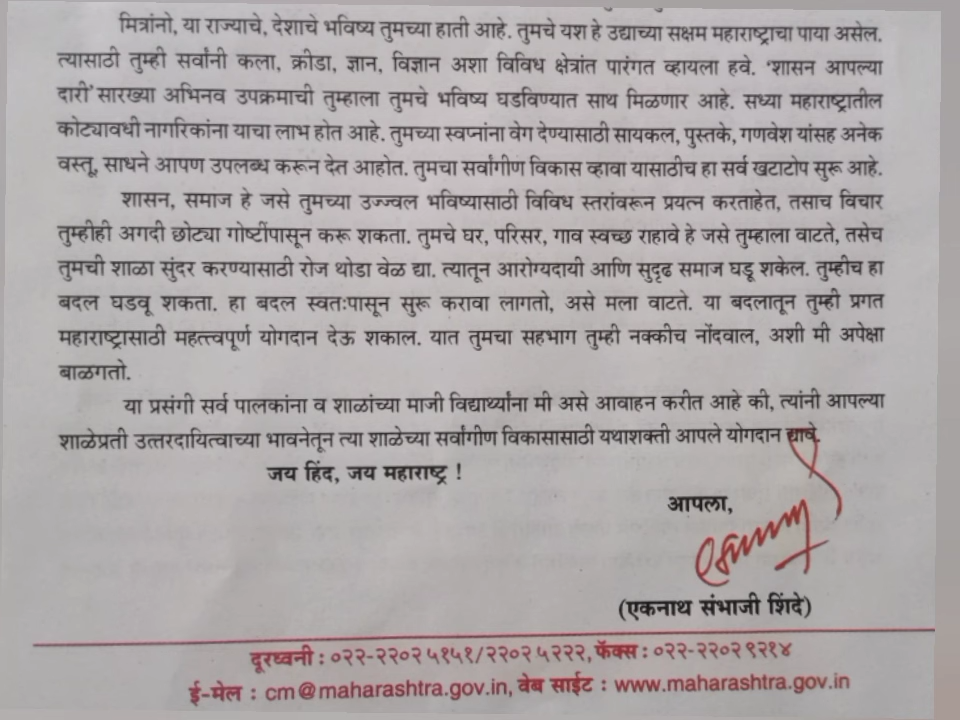 मित्रांनो, या राज्याचे, देशाचे भविष्य तुमच्या हाती आहे. तुमचे यश हे उद्याच्या सक्षम महाराष्ट्राचा पाया असेल.
त्यासाठी तुम्ही सर्वांनी कला, क्रीडा, ज्ञान, विज्ञान अशा विविध क्षेत्रांत पारंगत व्हायला हवे. 'शासन आपल्या
दारी' सारख्या अभिनव उपक्रमाची तुम्हाला तुमचे भविष्य घडविण्यात साथ मिळणार आहे. सध्या महाराष्ट्रातील
कोट्यावधी नागरिकांना याचा लाभ होत आहे. तुमच्या स्वप्नांना वेग देण्यासाठी सायकल, पुस्तके, गणवेश यांसह अनेक
वस्तू, साधने आपण उपलब्ध करून देत आहोत. तुमचा सर्वांगीण विकास व्हावा यासाठीच हा सर्व खटाटोप सुरू आहे.
शासन, समाज हे जसे तुमच्या उज्ज्वल भविष्यासाठी विविध स्तरांवरून प्रयत्न करताहेत, तसाच विचार
तुम्हीही अगदी छोट्या गोष्टींपासून करू शकता. तुमचे घर, परिसर, गाव स्वच्छ राहावे हे जसे तुम्हाला वाटते, तसेच
तुमची शाळा सुंदर करण्यासाठी रोज थोडा वेळ द्या. त्यातून आरोग्यदायी आणि सुदृढ समाज घडू शकेल. तुम्हीच हा
बदल घडवू शकता. हा बदल स्वतःपासून सुरू करावा लागतो, असे मला वाटते. या बदलातून तुम्ही प्रगत
महाराष्ट्रासाठी महत्त्वपूर्ण योगदान देऊ शकाल. यात तुमचा सहभाग तुम्ही नक्कीच नोंदवाल, अशी मी अपेक्षा
बाळगतो.
या प्रसंगी सर्व पालकांना व शाळांच्या माजी विद्यार्थ्यांना मी असे आवाहन करीत आहे की, त्यांनी आपल्या
शाळेप्रती उत्तरदायित्वाच्या भावनेतून त्या शाळेच्या सर्वांगीण विकासासाठी यथाशक्ती आपले योगदान द्यावे.
जय हिंद, जय महाराष्ट्र !
आपला,
(एकनाथ संभाजी शिंदे)
दूरध्वनी : ०२२-२२०२५१५१/२२०२५२२२, फॅक्स : ०२२-२२०२९२१४
ई-मेल : cm@maharashtra.gov.in, वेब साईट : www.maharashtra.gov.in